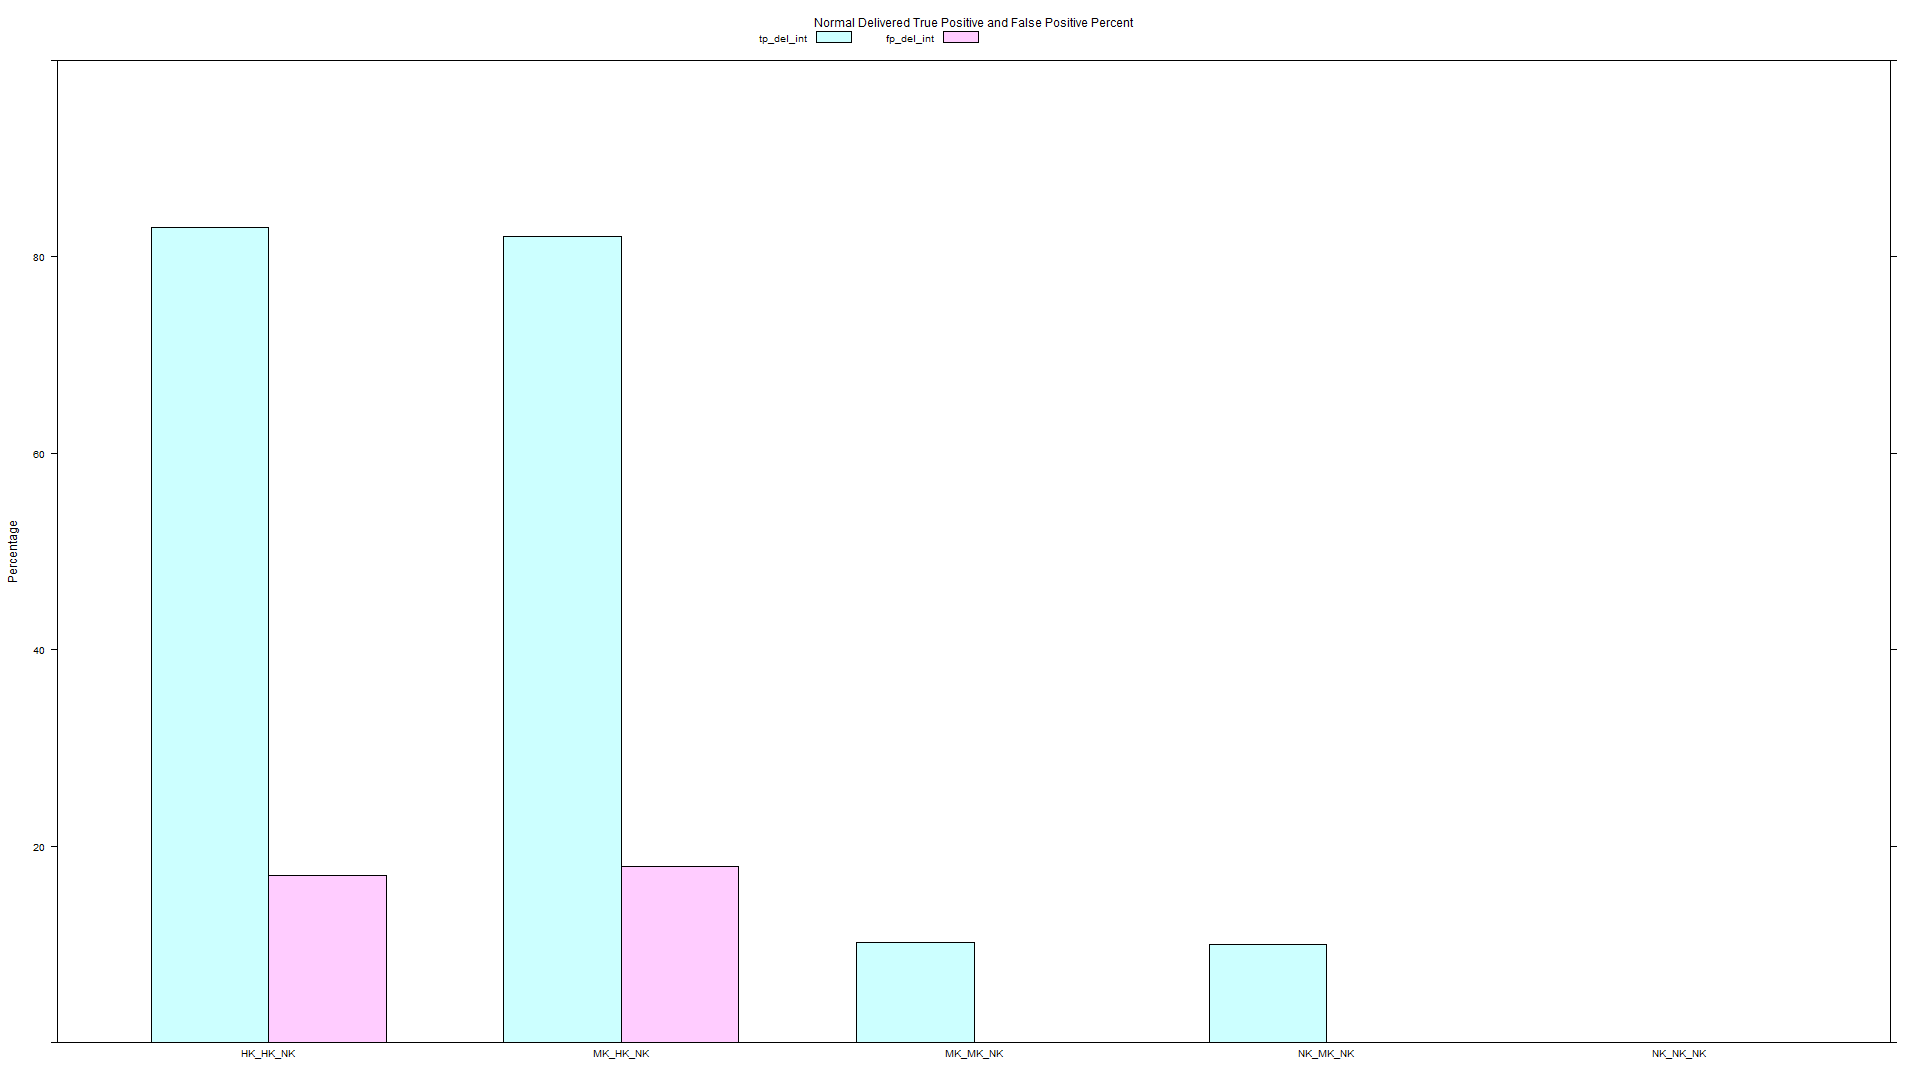 Normal Delivered True Positive and False Positive Percent
tp_del_int fp_del_int
80
60
Percentage
40
20
HK_HK_NK MK_HK_NK MK_MK_NK NK_MK_NK NK_NK_NK